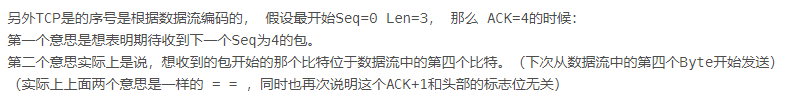 另外TCP是的序号是根据数据流编码的， 假设最开始Seq=0 Len=3， 那么 ACK=4的时候：
第一个意思是想表明期待收到下一个Seq为4的包。
第二个意思实际上是说，想收到的包开始的那个比特位于数据流中的第四个比特。（下次从数据流中的第四个Byte开始发送）
（实际上上面两个意思是一样的 = = ，同时也再次说明这个ACK+1和头部的标志位无关）